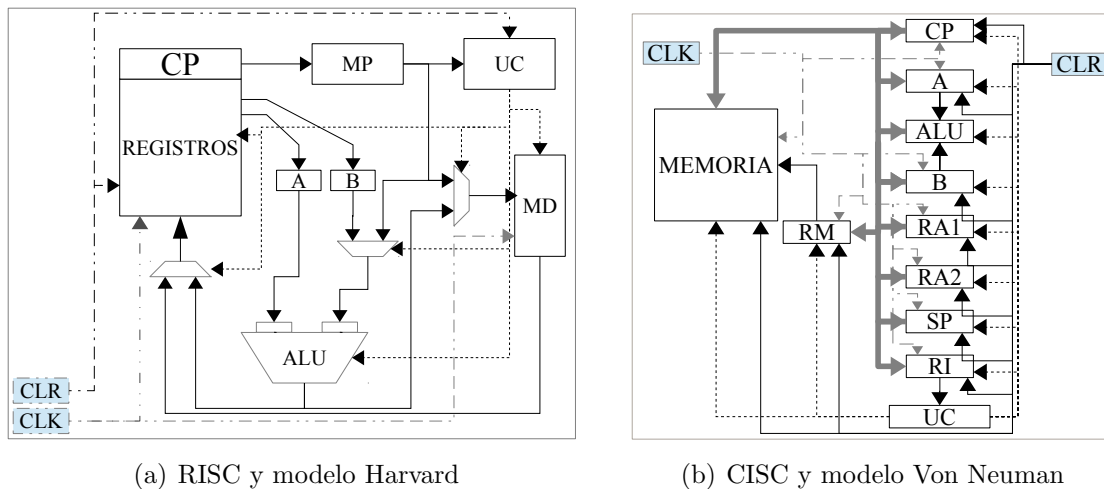 CP
MP
UC
REGISTROS
A
B
MD
ALU
CLR
CLK
(a) RISC y modelo Harvard
CP
CLK
CLR
A
ALU
MEMORIA
B
RM
RA1
RA2
SP
RI
UC
(b) CISC y modelo Von Neuman